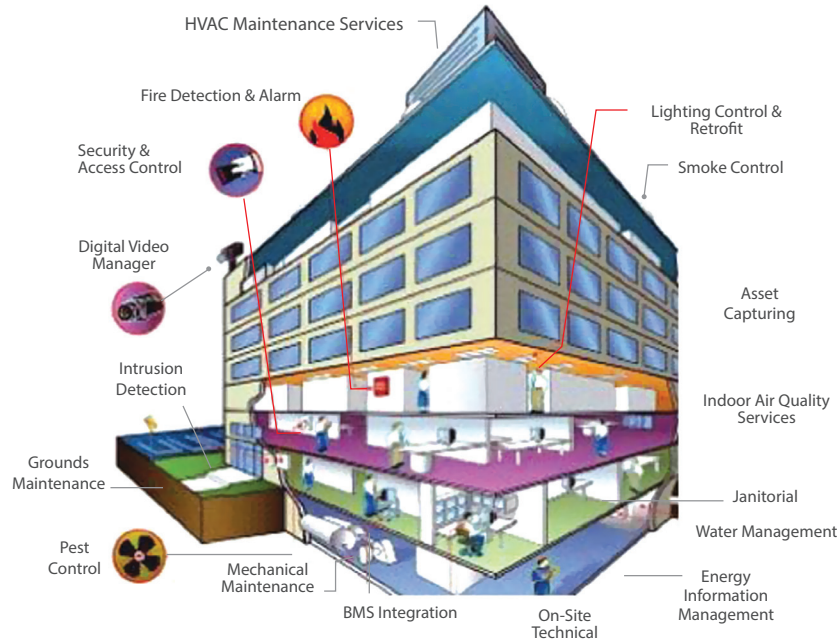 HVAC Maintenance Services
Fire Detection & Alarm
Lighting Control &
Retrofit
Security &
Access Control
Smoke Control
Digital Video
Manager
Asset
Capturing
Intrusion
Detection
Indoor Air Quality
Services
Grounds
Maintenance
Janitorial
Water Management
Pest
Control
Mechanical
Maintenance
BMS Integration
On-Site
Technical
Energy
Information
Management